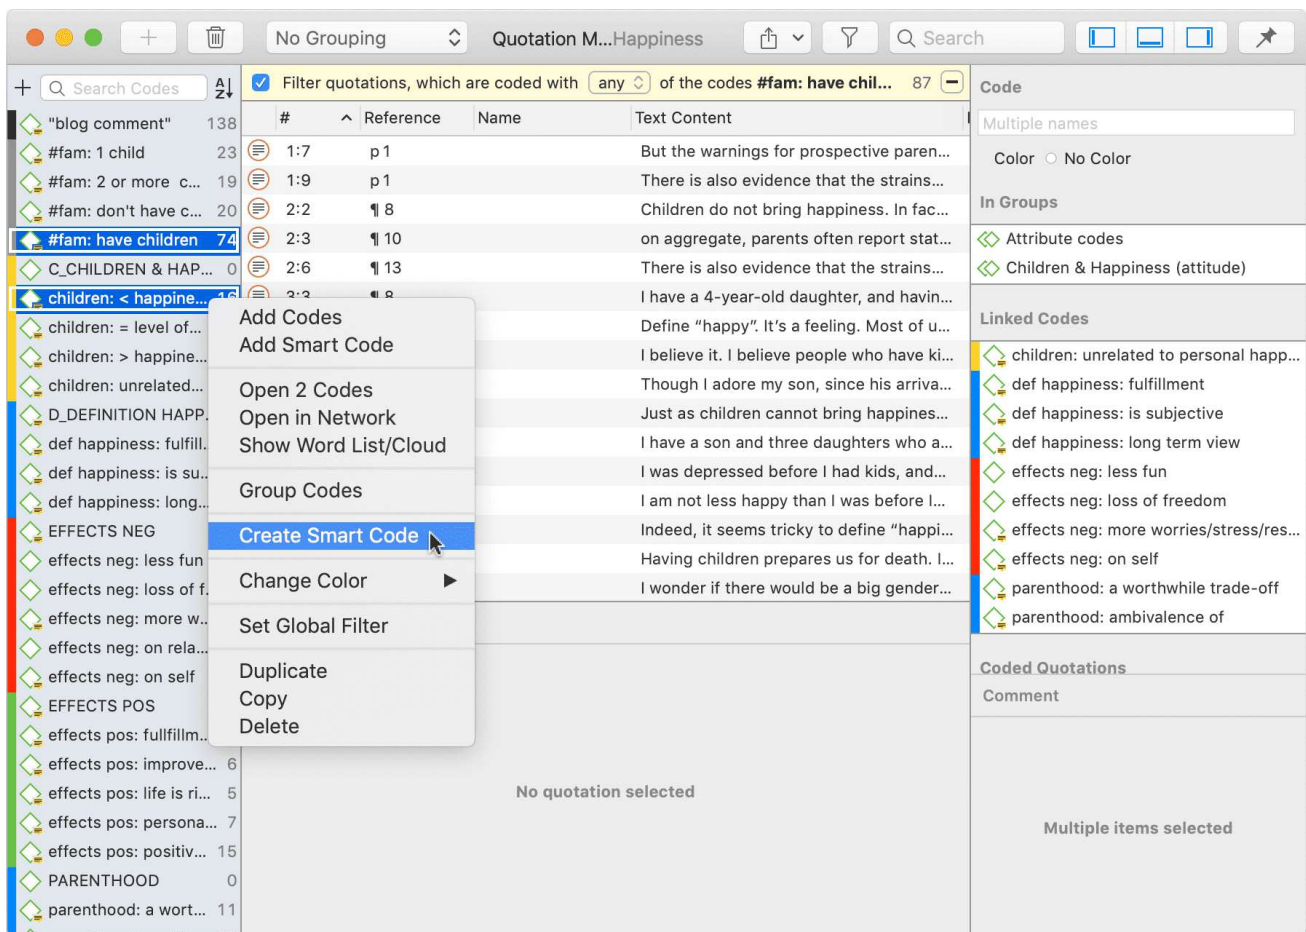 No Grouping
Quotation M...Happiness
Search
Search Codes
"blog comment" 138
#fam: 1 child 23
#fam: 2 or more c... 19
#fam: don't have c... 20
#fam: have children 74
C_CHILDREN & HAP... 0
children: < happine... 16
children: = level of...
children: > happine...
children: unrelated...
D_DEFINITION HAPP.
def happiness: fulfill.
def happiness: is su..
def happiness: long...
EFFECTS NEG
effects neg: less fun
effects neg: loss of f.
effects neg: more w..
effects neg: on rela...
effects neg: on self
EFFECTS POS
effects pos: fullfillm..
effects pos: improve... 6
effects pos: life is ri... 5
effects pos: persona... 7
effects pos: positiv... 15
PARENTHOOD 0
parenthood: a wort... 11
Filter quotations, which are coded with any of the codes #fam: have chil... 87
# Reference Name Text Content
1:7 p 1 But the warnings for prospective paren...
1:9 p 1 There is also evidence that the strains...
2:2 ¶ 8 Children do not bring happiness. In fac...
2:3 ¶ 10 on aggregate, parents often report stat...
2:6 ¶ 13 There is also evidence that the strains...
3:3 ¶ 8 I have a 4-year-old daughter, and havin...
Define “happy”. It’s a feeling. Most of u...
I believe it. I believe people who have ki...
Though I adore my son, since his arriva...
Just as children cannot bring happines...
I have a son and three daughters who a...
I was depressed before I had kids, and...
I am not less happy than I was before I...
Indeed, it seems tricky to define “happi...
Having children prepares us for death. I...
I wonder if there would be a big gender...
Add Codes
Add Smart Code
Open 2 Codes
Open in Network
Show Word List/Cloud
Group Codes
Create Smart Code
Change Color
Set Global Filter
Duplicate
Copy
Delete
No quotation selected
Code
Multiple names
Color No Color
In Groups
Attribute codes
Children & Happiness (attitude)
Linked Codes
children: unrelated to personal happ...
def happiness: fulfillment
def happiness: is subjective
def happiness: long term view
effects neg: less fun
effects neg: loss of freedom
effects neg: more worries/stress/res...
effects neg: on self
parenthood: a worthwhile trade-off
parenthood: ambivalence of
Coded Quotations
Comment
Multiple items selected